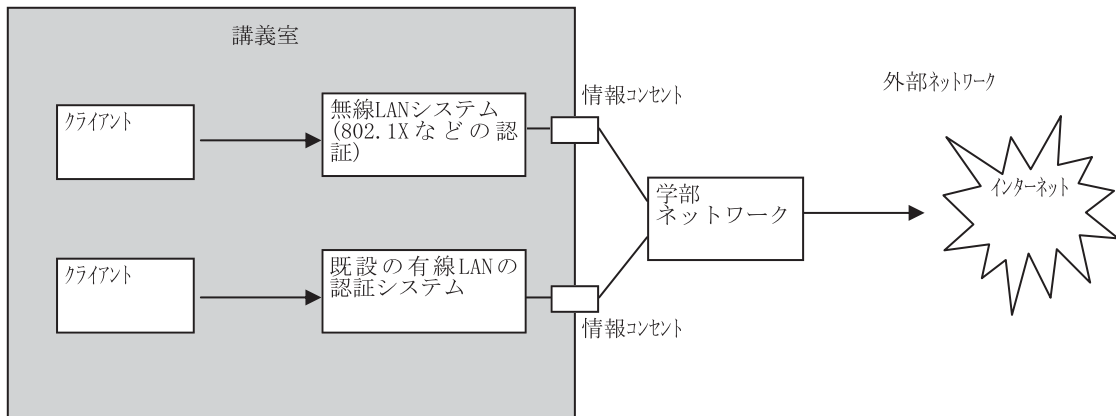 講義室
情報コンセント
外部ネットワーク
クライアント
無線LANシステム
(802.1Xなどの認
証)
学部
ネットワーク
インターネット
クライアント
既設の有線LANの
認証システム
情報コンセント